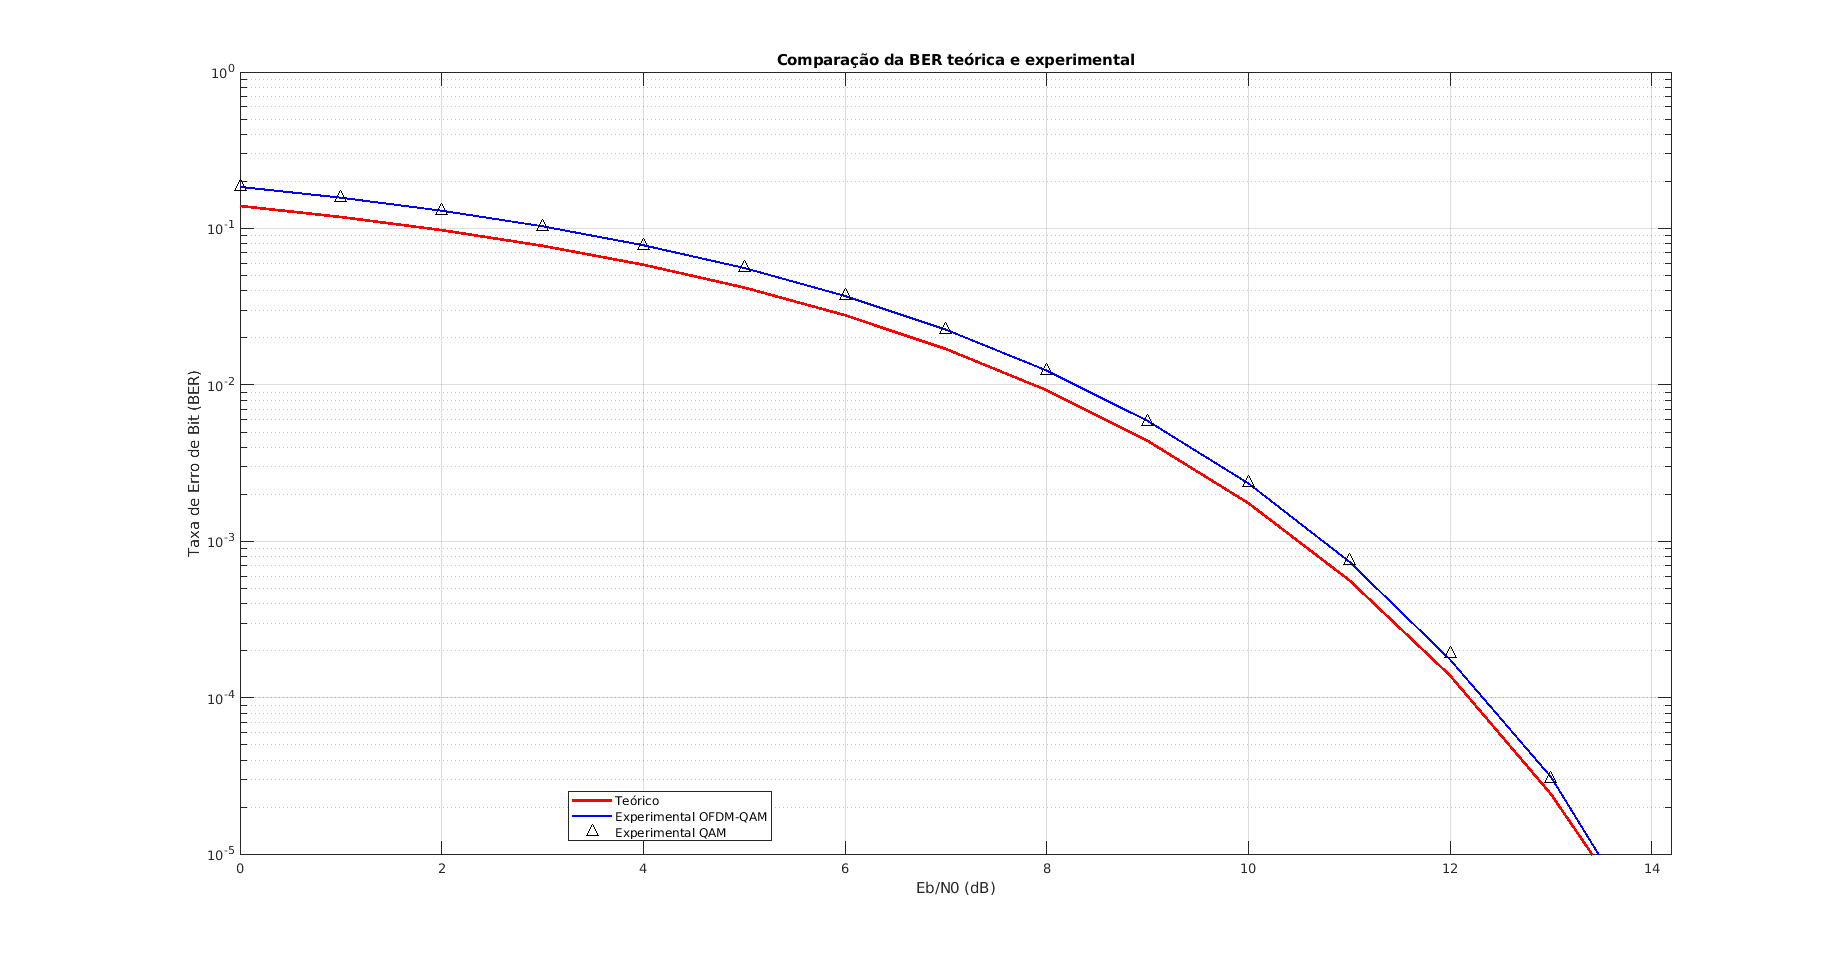 Comparação da BER teórica e experimental
10^0
10^-1
10^-2
10^-3
10^-4
10^-5
Taxa de Erro de Bit (BER)
Teórico
Experimental OFDM-QAM
Experimental QAM
0 2 4 6 8 10 12 14
Eb/N0 (dB)